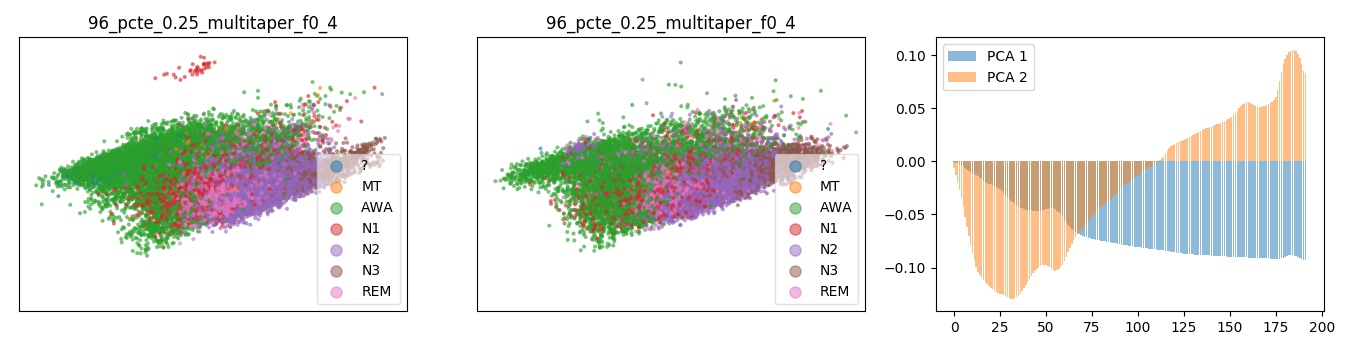 96_pcte_0.25_multitaper_f0_4
?
MT
AWA
N1
N2
N3
REM
96_pcte_0.25_multitaper_f0_4
?
MT
AWA
N1
N2
N3
REM
PCA 1
PCA 2
0.10
0.05
0.00
−0.05
−0.10
0 25 50 75 100 125 150 175 200